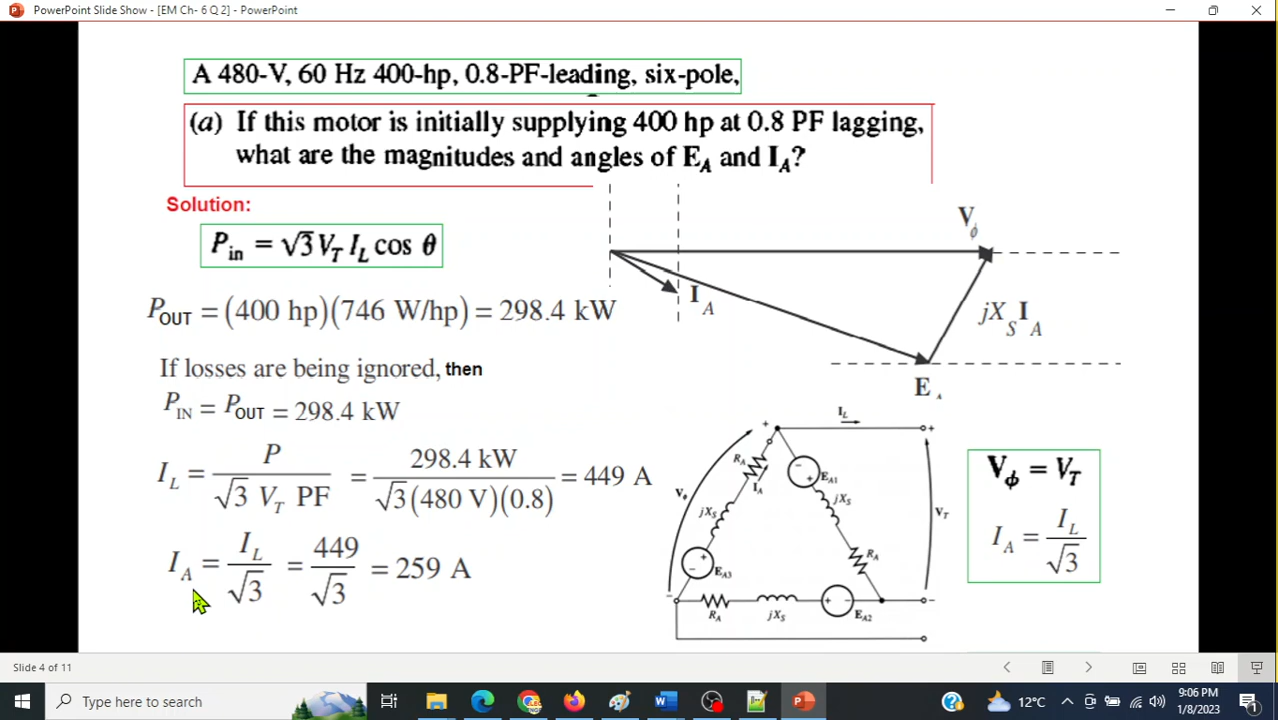 PowerPoint Slide Show - [EM Ch- 6 Q 2] - PowerPoint
A 480-V, 60 Hz 400-hp, 0.8-PF-leading, six-pole,
(a) If this motor is initially supplying 400 hp at 0.8 PF lagging,
what are the magnitudes and angles of E_A and I_A?
Solution:
P_in = √3 V_T I_L cos θ
P_OUT = (400 hp)(746 W/hp) = 298.4 kW
If losses are being ignored, then
P_IN = P_OUT = 298.4 kW
I_L = P / (√3 V_T PF) = 298.4 kW / (√3 (480 V)(0.8)) = 449 A
I_A = I_L / √3 = 449 / √3 = 259 A
V_ϕ
I_A
jX_S I_A
E_A
I_L
+
+
R_A
I_A
−
+
E_A1
V_ϕ
jX_S
jX_S
V_T
R_A
+
−
E_A3
−
R_A
jX_S
+
−
E_A2
−
V_ϕ = V_T
I_A = I_L / √3
Slide 4 of 11
Type here to search
12°C
9:06 PM
1/8/2023
1